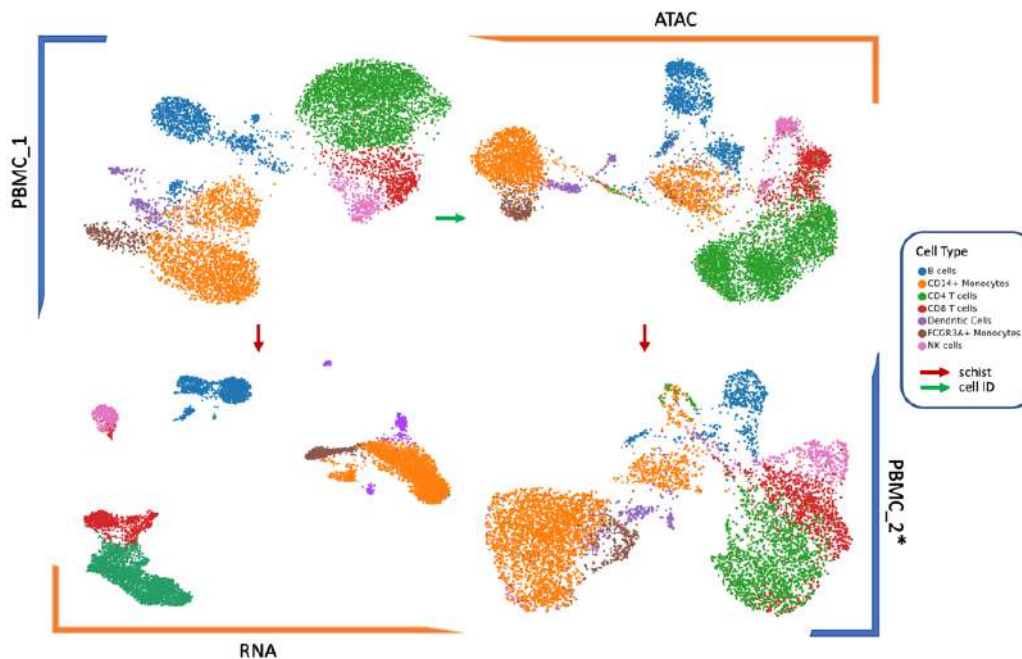 ATAC
PBMC_1
Cell Type
B cells
CD14+ Monocytes
CD4 T cells
CD8 T cells
Dendritic Cells
FCGR3A+ Monocytes
NK cells
schist
cell ID
PBMC_2*
RNA